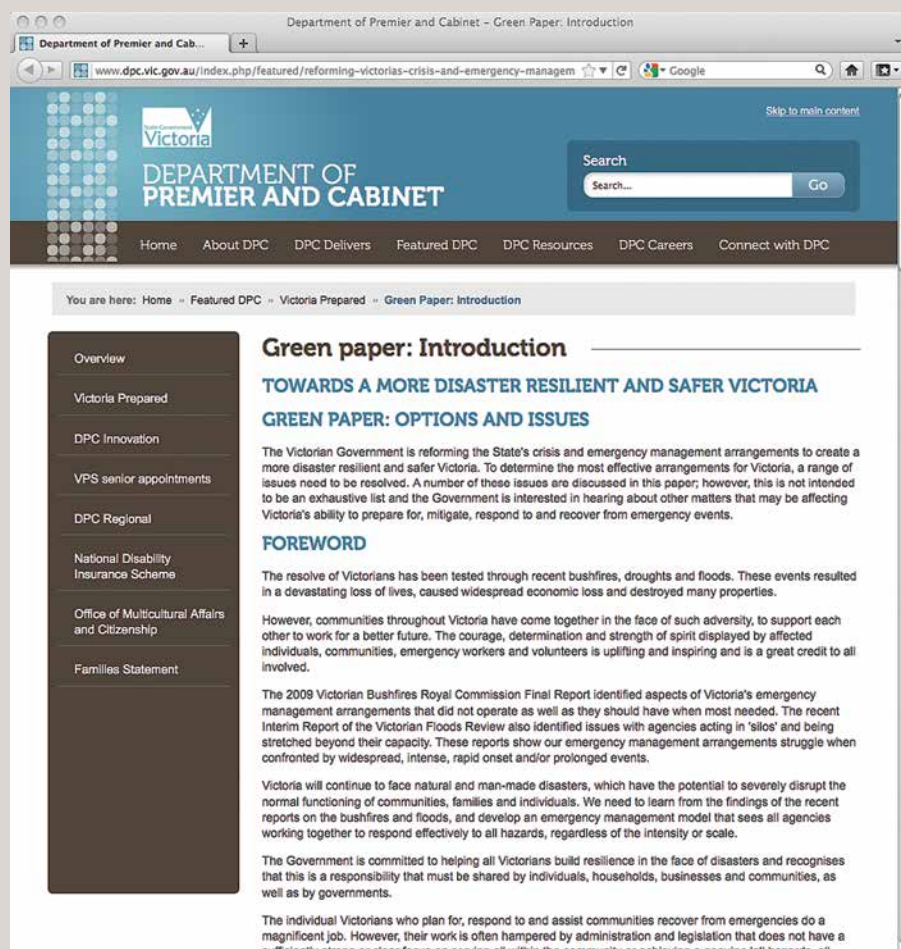 Department of Premier and Cabinet – Green Paper: Introduction
Department of Premier and Cab...
+
www.dpc.vic.gov.au/index.php/featured/reforming-victorias-crisis-and-emergency-managem
Google
Skip to main content
State Government
Victoria
DEPARTMENT OF
PREMIER AND CABINET
Search
Search...
Go
Home About DPC DPC Delivers Featured DPC DPC Resources DPC Careers Connect with DPC
You are here: Home » Featured DPC » Victoria Prepared » Green Paper: Introduction
Overview
Victoria Prepared
DPC Innovation
VPS senior appointments
DPC Regional
National Disability
Insurance Scheme
Office of Multicultural Affairs
and Citizenship
Families Statement
Green paper: Introduction
TOWARDS A MORE DISASTER RESILIENT AND SAFER VICTORIA
GREEN PAPER: OPTIONS AND ISSUES
The Victorian Government is reforming the State's crisis and emergency management arrangements to create a
more disaster resilient and safer Victoria. To determine the most effective arrangements for Victoria, a range of
issues need to be resolved. A number of these issues are discussed in this paper; however, this is not intended
to be an exhaustive list and the Government is interested in hearing about other matters that may be affecting
Victoria's ability to prepare for, mitigate, respond to and recover from emergency events.
FOREWORD
The resolve of Victorians has been tested through recent bushfires, droughts and floods. These events resulted
in a devastating loss of lives, caused widespread economic loss and destroyed many properties.
However, communities throughout Victoria have come together in the face of such adversity, to support each
other to work for a better future. The courage, determination and strength of spirit displayed by affected
individuals, communities, emergency workers and volunteers is uplifting and inspiring and is a great credit to all
involved.
The 2009 Victorian Bushfires Royal Commission Final Report identified aspects of Victoria's emergency
management arrangements that did not operate as well as they should have when most needed. The recent
Interim Report of the Victorian Floods Review also identified issues with agencies acting in 'silos' and being
stretched beyond their capacity. These reports show our emergency management arrangements struggle when
confronted by widespread, intense, rapid onset and/or prolonged events.
Victoria will continue to face natural and man-made disasters, which have the potential to severely disrupt the
normal functioning of communities, families and individuals. We need to learn from the findings of the recent
reports on the bushfires and floods, and develop an emergency management model that sees all agencies
working together to respond effectively to all hazards, regardless of the intensity or scale.
The Government is committed to helping all Victorians build resilience in the face of disasters and recognises
that this is a responsibility that must be shared by individuals, households, businesses and communities, as
well as by governments.
The individual Victorians who plan for, respond to and assist communities recover from emergencies do a
magnificent job. However, their work is often hampered by administration and legislation that does not have a